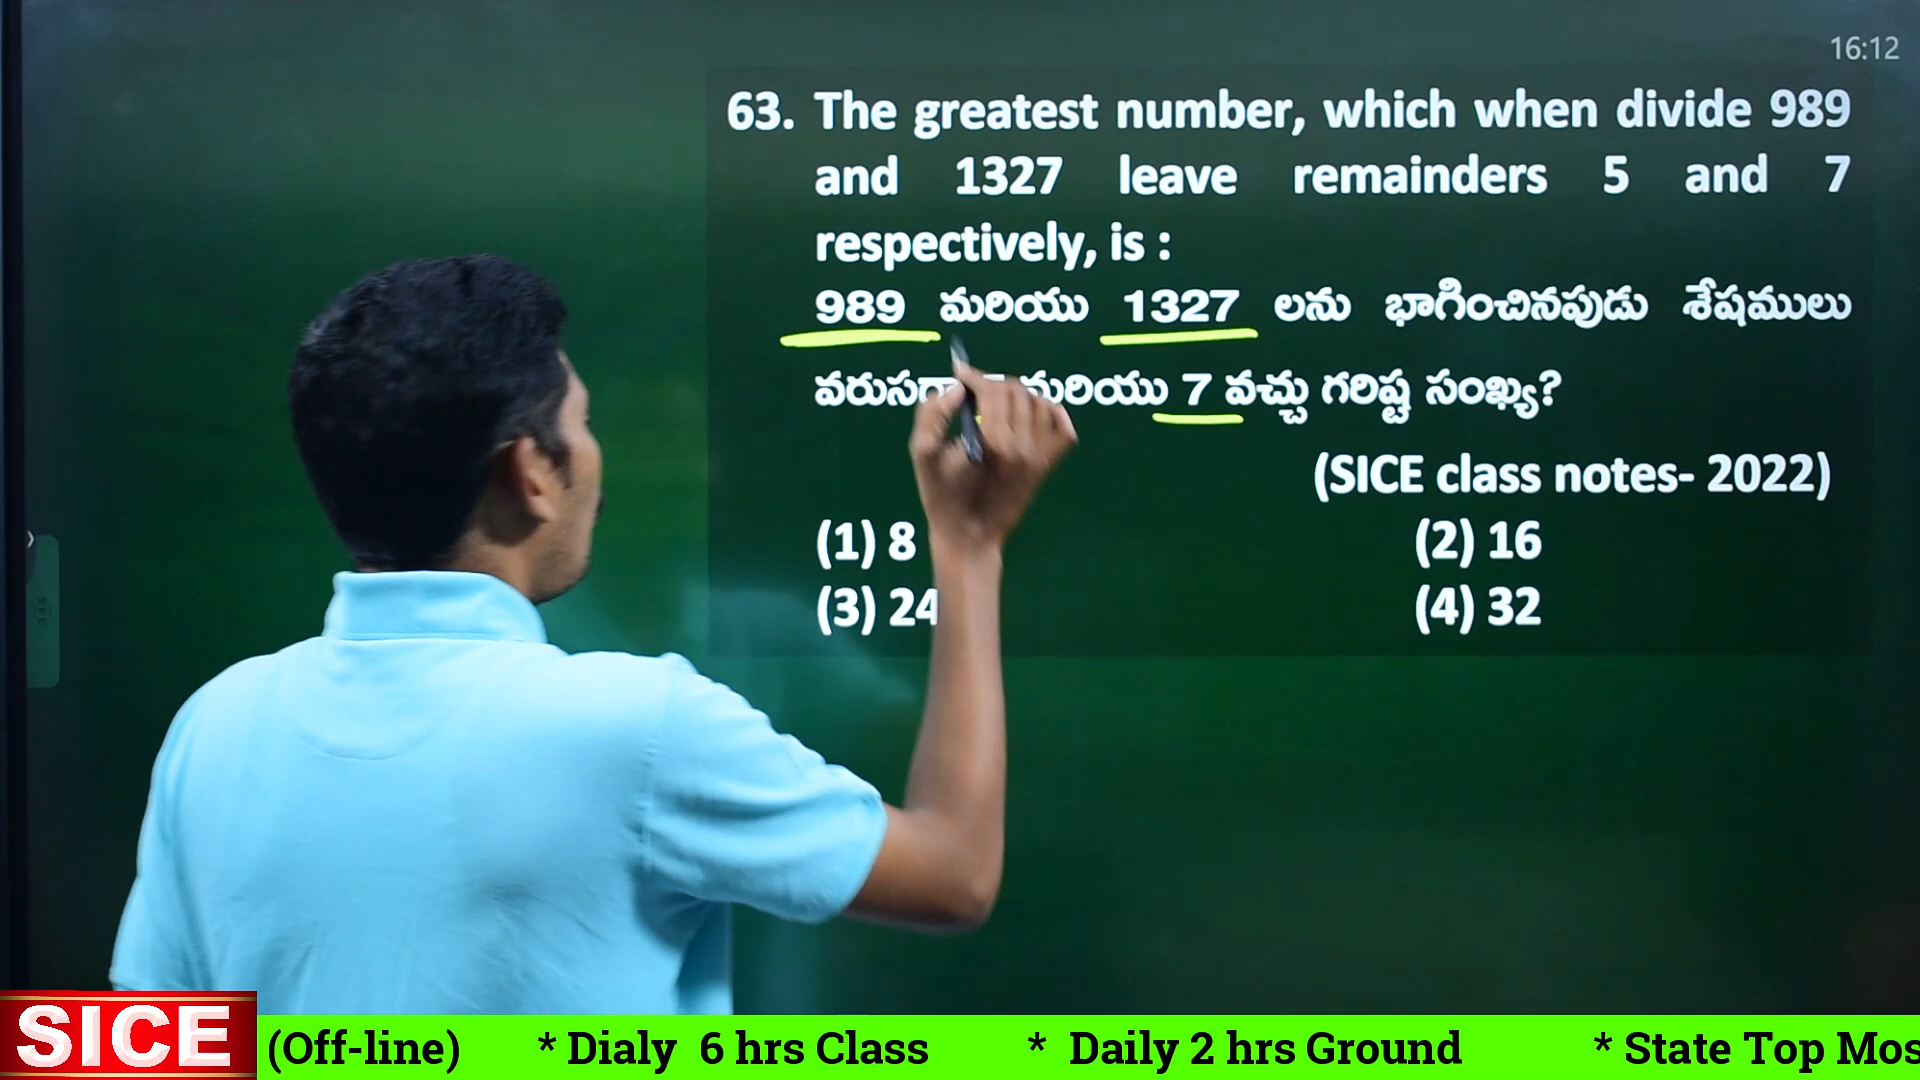 16:12
63. The greatest number, which when divide 989
and 1327 leave remainders 5 and 7
respectively, is :
989 మరియు 1327 లను భాగించినపుడు శేషములు
మరియు 7 వచ్చు గరిష్ట సంఖ్య?
(SICE class notes- 2022)
(1) 8 (2) 16
(3) 24 (4) 32
SICE (Off-line) * Dialy 6 hrs Class * Daily 2 hrs Ground * State Top